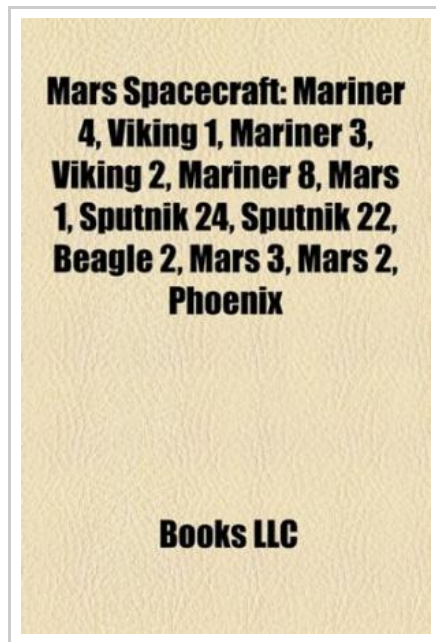 Mars Spacecraft: Mariner
4, Viking 1, Mariner 3,
Viking 2, Mariner 8, Mars
1, Sputnik 24, Sputnik 22,
Beagle 2, Mars 3, Mars 2,
Phoenix
Books LLC